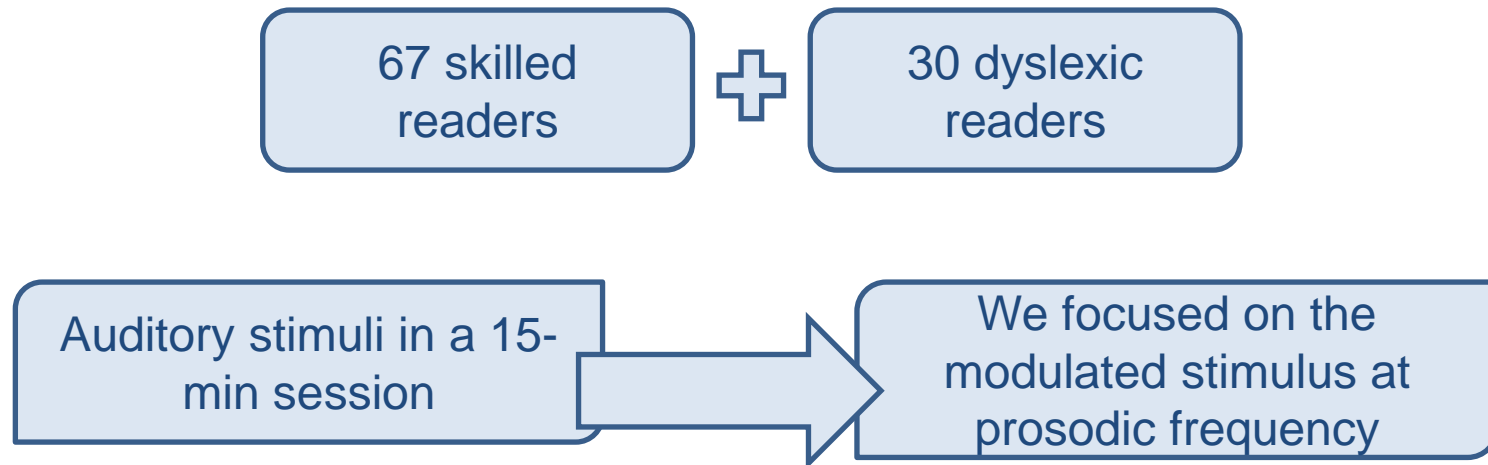 67 skilled
readers
30 dyslexic
readers
Auditory stimuli in a 15-
min session
We focused on the
modulated stimulus at
prosodic frequency